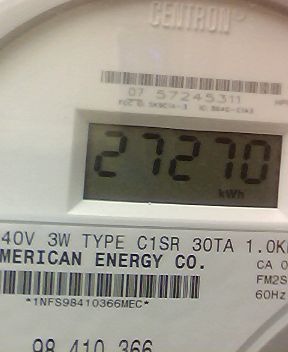 CENTRON
07 57245311
27270
kWh
40V 3W TYPE C1SR 30TA 1.0K
MERICAN ENERGY CO.
CA 0
FM2S
*1NFS98410366MEC*
60Hz
98 410 366